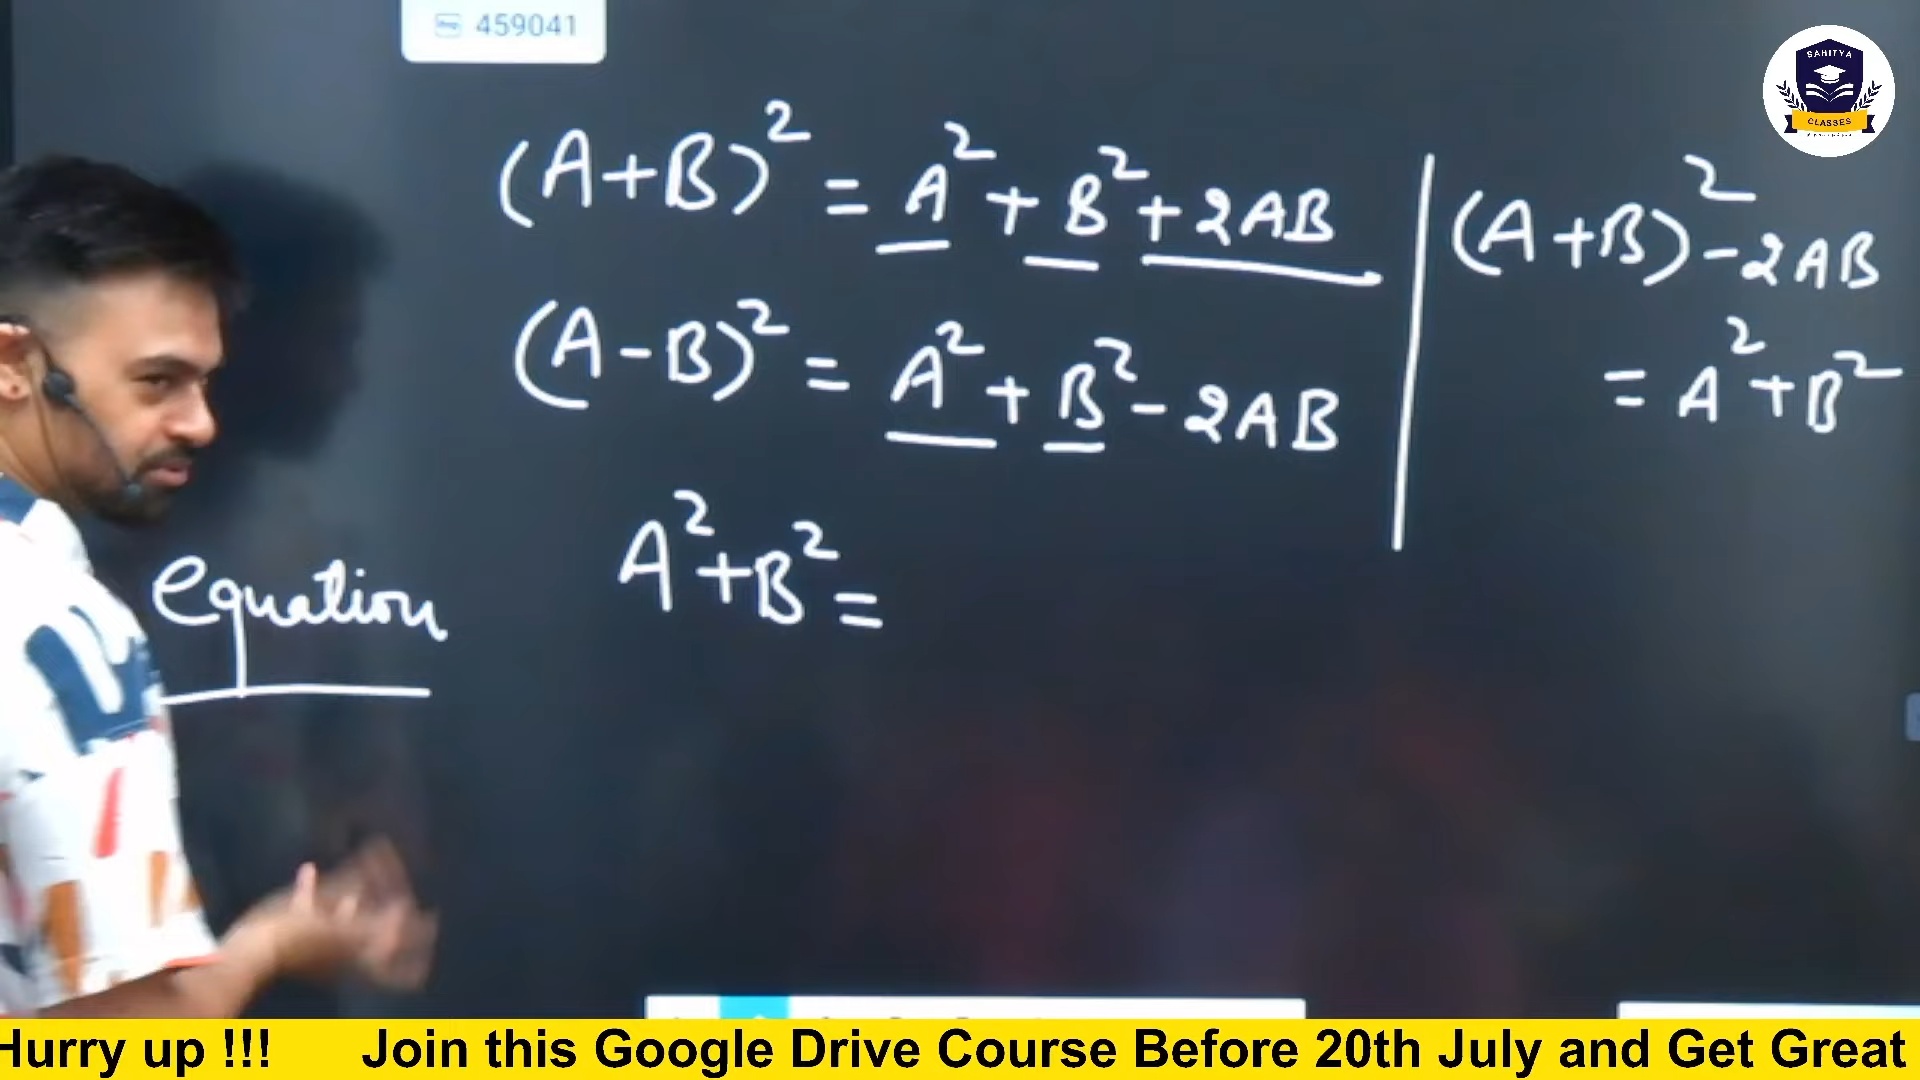 459041
SAHITYA
CLASSES
(A+B)² = A² + B² + 2AB
(A-B)² = A² + B² - 2AB
A² + B² =
(A+B)² - 2AB
= A² + B²
equation
Hurry up !!! Join this Google Drive Course Before 20th July and Get Great